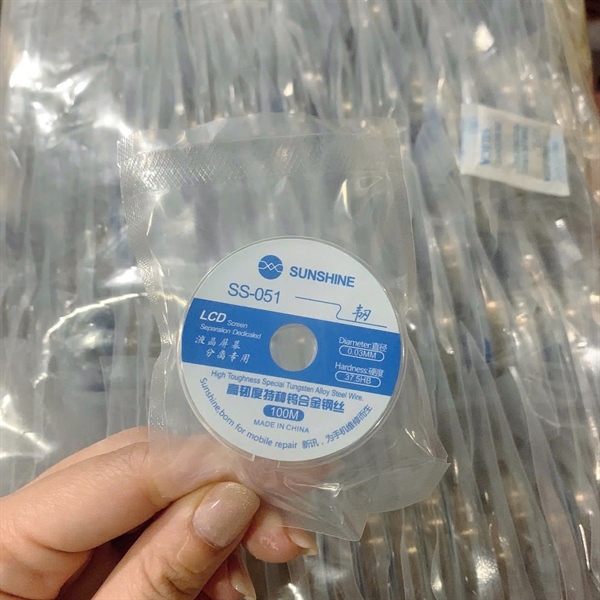 SUNSHINE
SS-051
韧
LCD Screen
Separation Dedicated
液晶屏幕
分离专用
Diameter:直径
0.03MM
Hardness:硬度
37.5HB
High Toughness Special Tungsten Alloy Steel Wire.
高韧度特种钨合金钢丝
100M
MADE IN CHINA
Sunshine,born for mobile repair 新讯，为手机维修而生